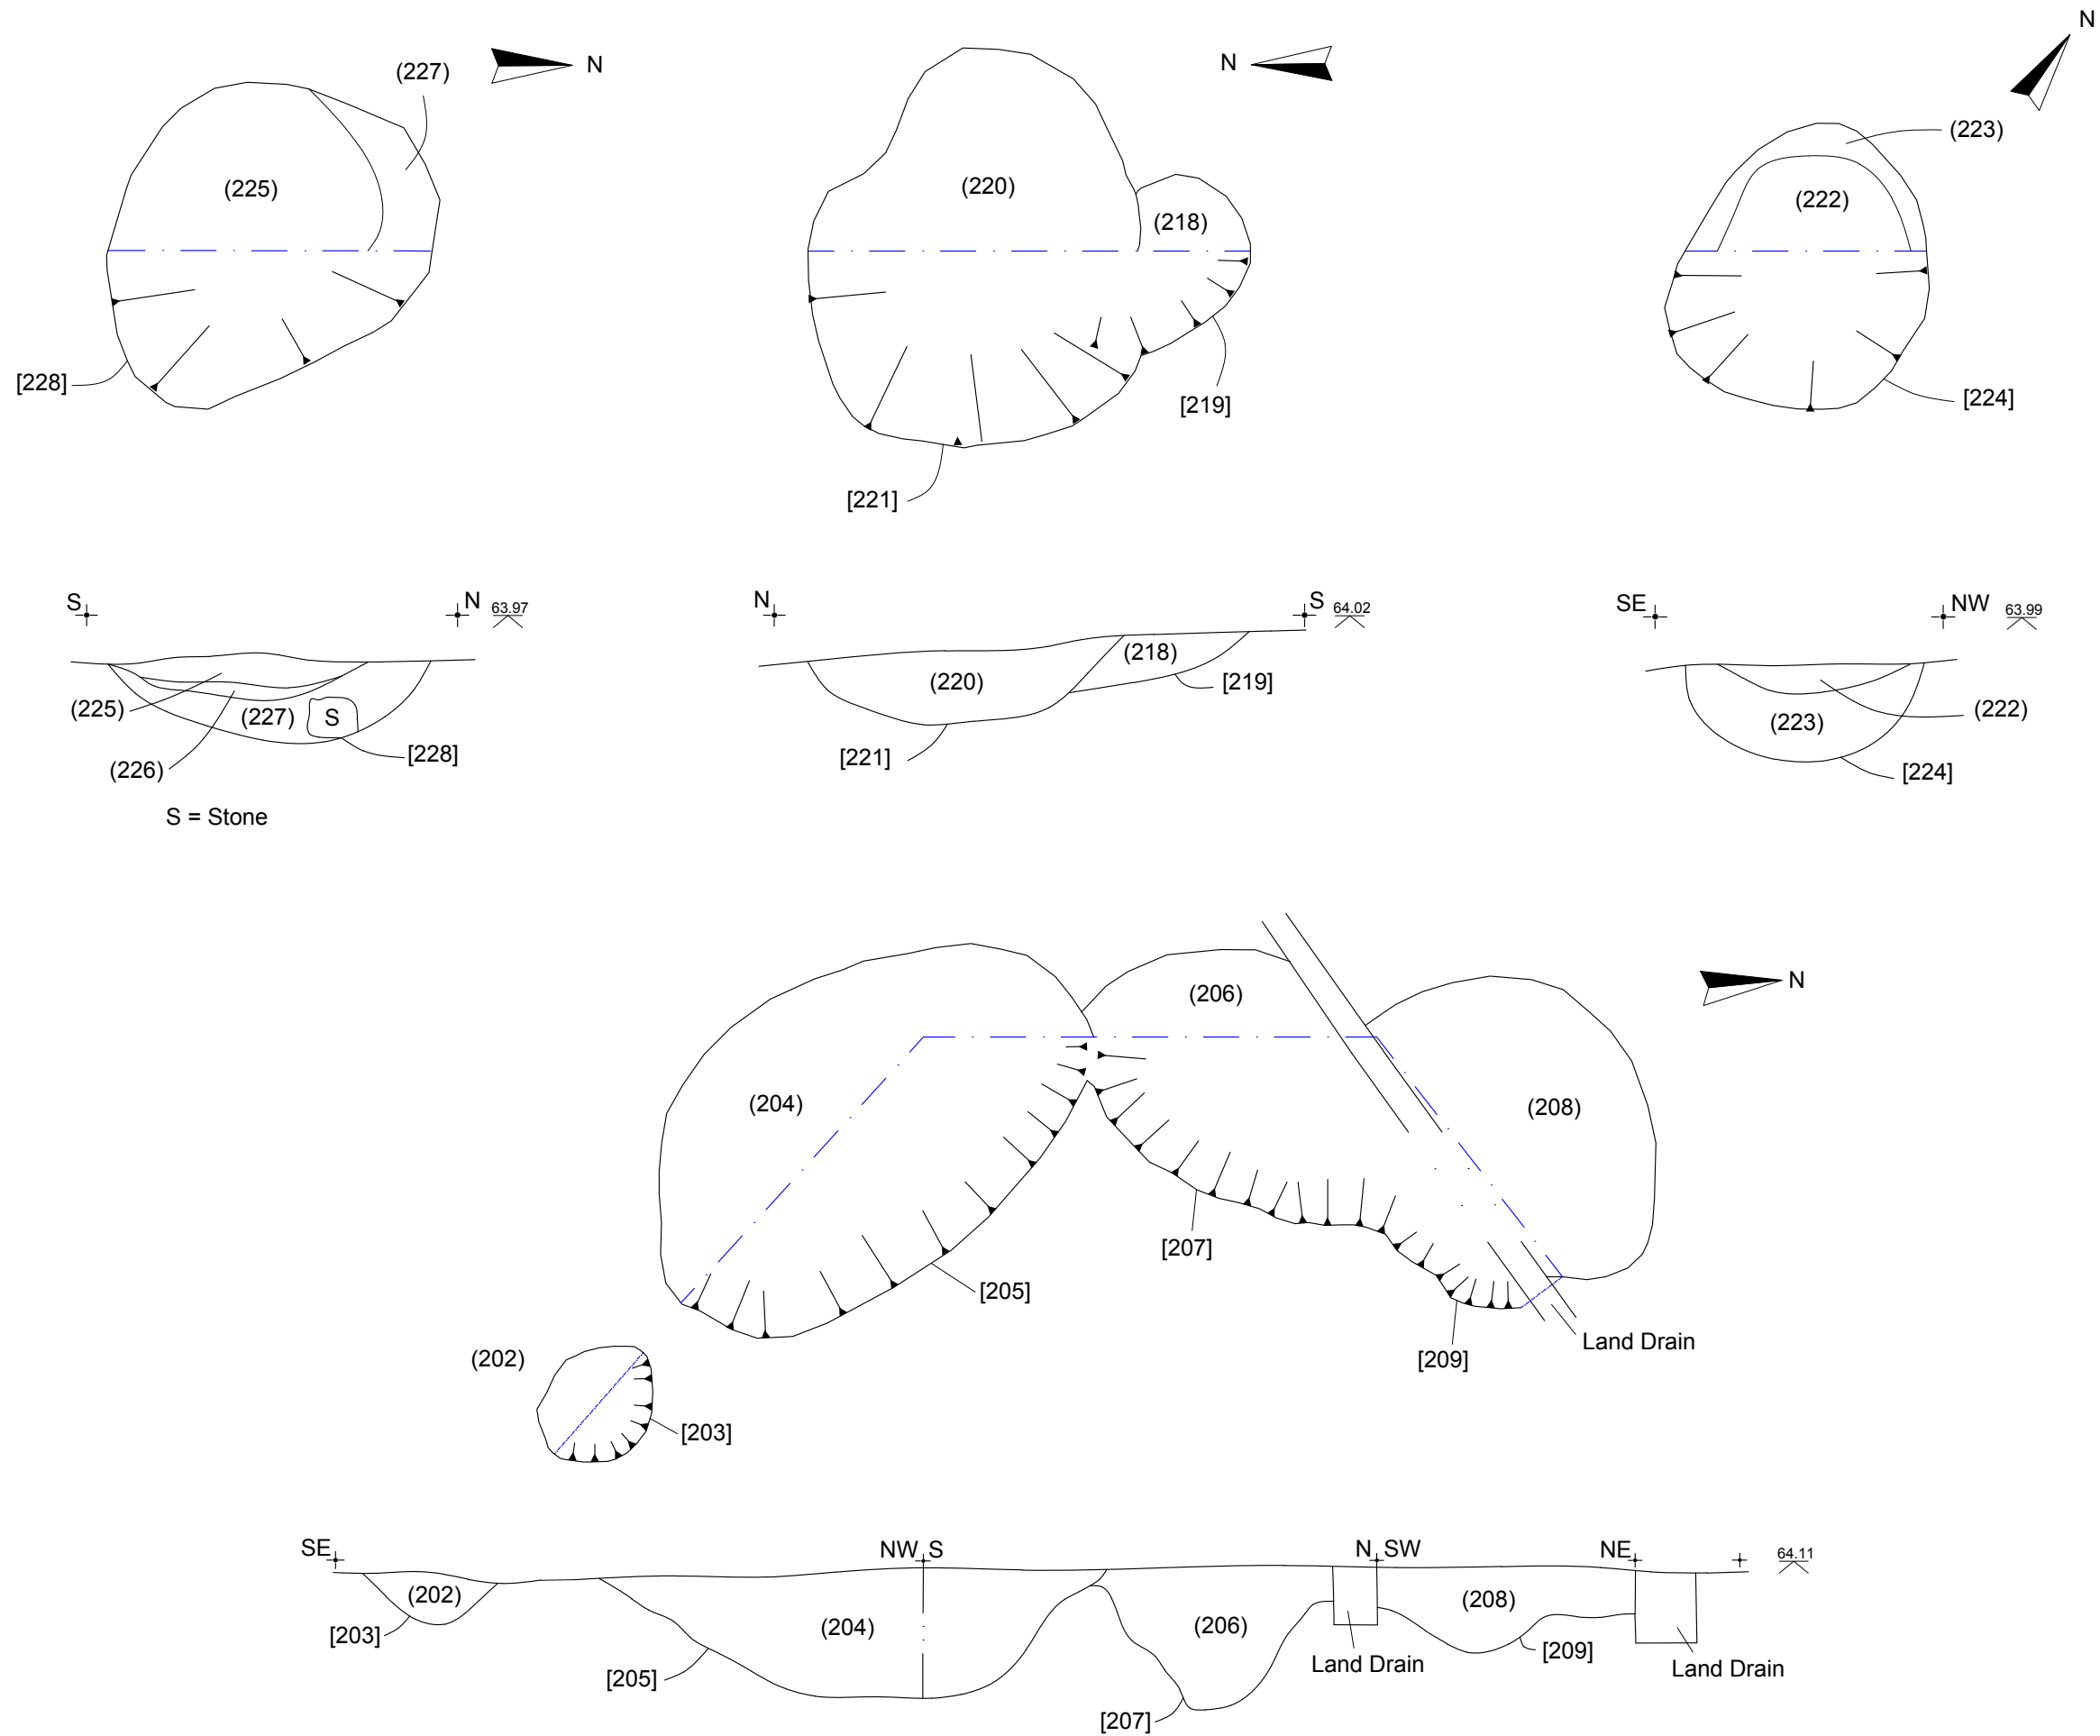 N
(227)
(225)
[228]
N
(220)
(218)
[219]
[221]
N
(223)
(222)
[224]
S
N
63.97
(225)
(227)
S
(226)
[228]
S = Stone
N
S
64.02
(218)
(220)
[219]
[221]
SE
NW
63.99
(222)
(223)
[224]
N
(206)
(204)
(208)
[207]
[205]
Land Drain
[209]
(202)
[203]
SE
NW
S
N
SW
NE
64.11
(202)
(204)
(206)
(208)
[203]
[205]
[207]
Land Drain
[209]
Land Drain